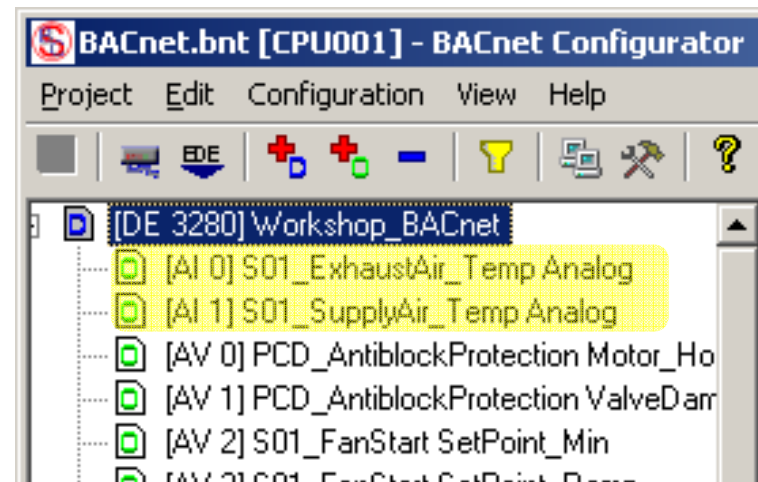 BACnet.bnt [CPU001] - BACnet Configurator
Project Edit Configuration View Help
EDE D O ?
[DE 3280] Workshop_BACnet
[AI 0] S01_ExhaustAir_Temp Analog
[AI 1] S01_SupplyAir_Temp Analog
[AV 0] PCD_AntiblockProtection Motor_Ho
[AV 1] PCD_AntiblockProtection ValveDam
[AV 2] S01_FanStart SetPoint_Min